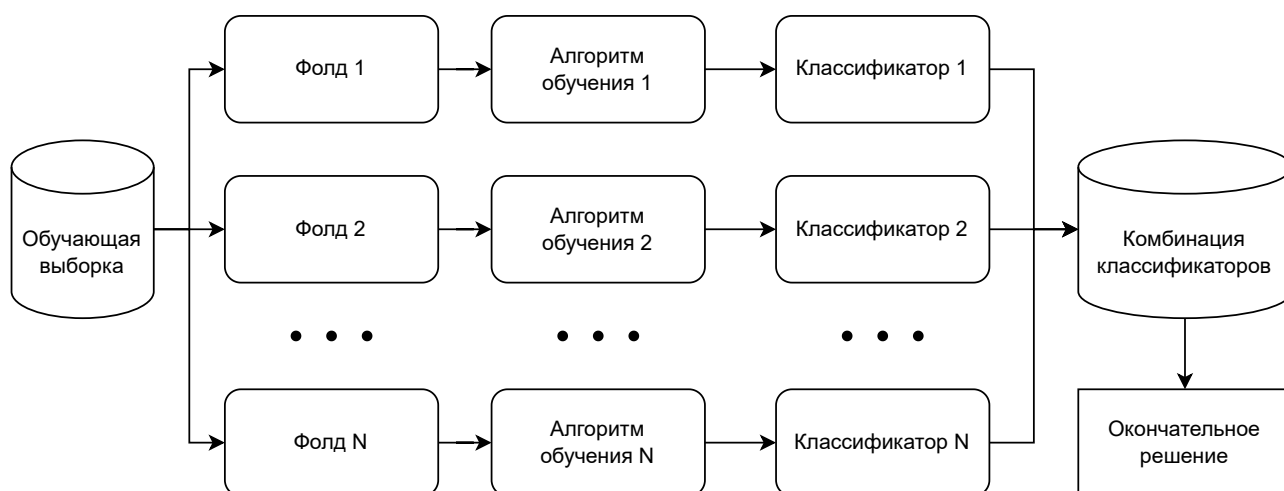 Фолд 1
Алгоритм
обучения 1
Классификатор 1
Обучающая
выборка
Фолд 2
Алгоритм
обучения 2
Классификатор 2
Комбинация
классификаторов
Фолд N
Алгоритм
обучения N
Классификатор N
Окончательное
решение